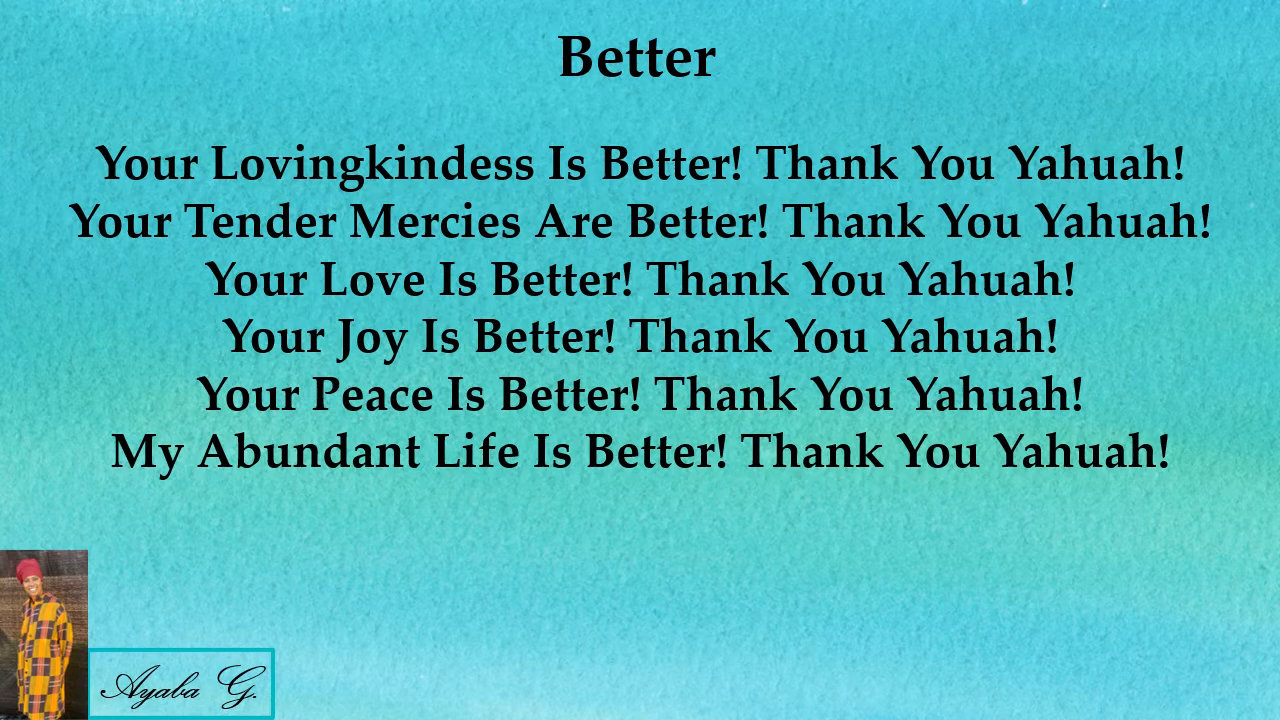 Better
Your Lovingkindess Is Better! Thank You Yahuah!
Your Tender Mercies Are Better! Thank You Yahuah!
Your Love Is Better! Thank You Yahuah!
Your Joy Is Better! Thank You Yahuah!
Your Peace Is Better! Thank You Yahuah!
My Abundant Life Is Better! Thank You Yahuah!
Ayaba G.